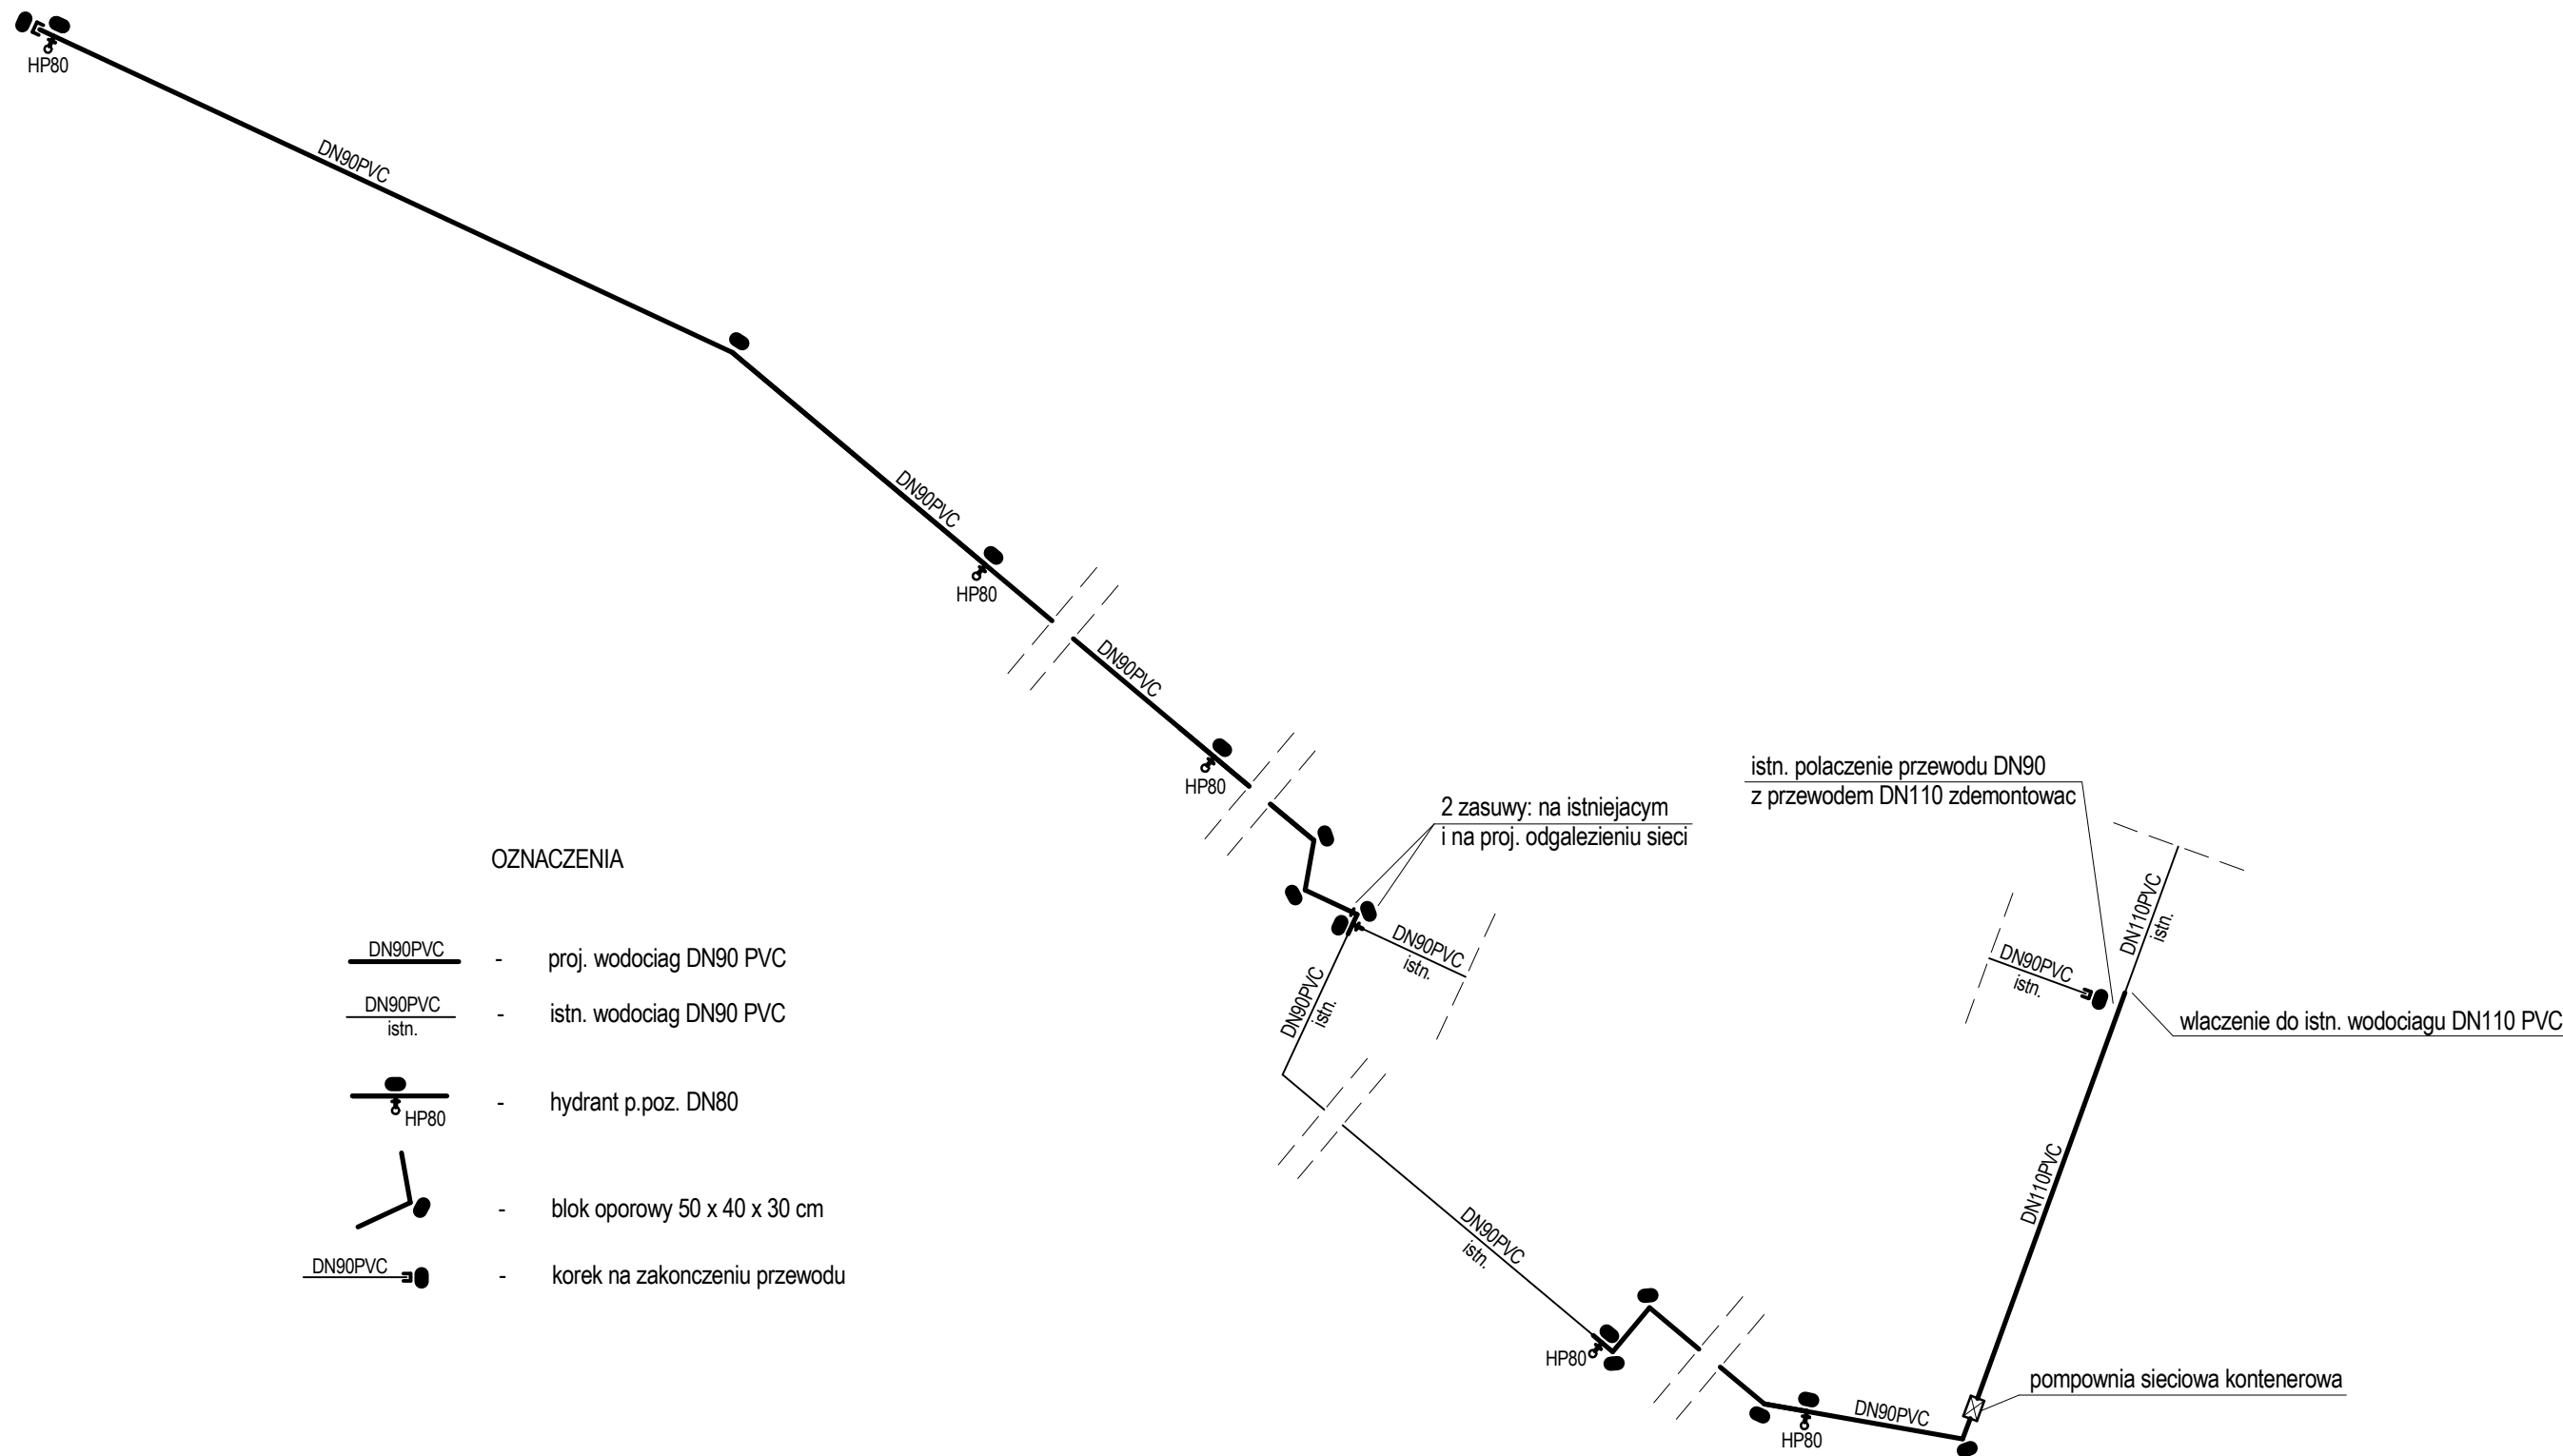 HP80
DN90PVC
DN90PVC
HP80
DN90PVC
HP80
istn. polaczenie przewodu DN90
z przewodem DN110 zdemontowac
2 zasuwy: na istniejacym
i na proj. odgalezieniu sieci
DN110PVC
istn.
DN90PVC
istn.
DN90PVC
istn.
DN90PVC
istn.
wlaczenie do istn. wodociagu DN110 PVC
DN110PVC
DN90PVC
istn.
HP80
pompownia sieciowa kontenerowa
DN90PVC
HP80
OZNACZENIA
DN90PVC - proj. wodociag DN90 PVC
DN90PVC
istn.
- istn. wodociag DN90 PVC
HP80
- hydrant p.poz. DN80
- blok oporowy 50 x 40 x 30 cm
DN90PVC - korek na zakonczeniu przewodu